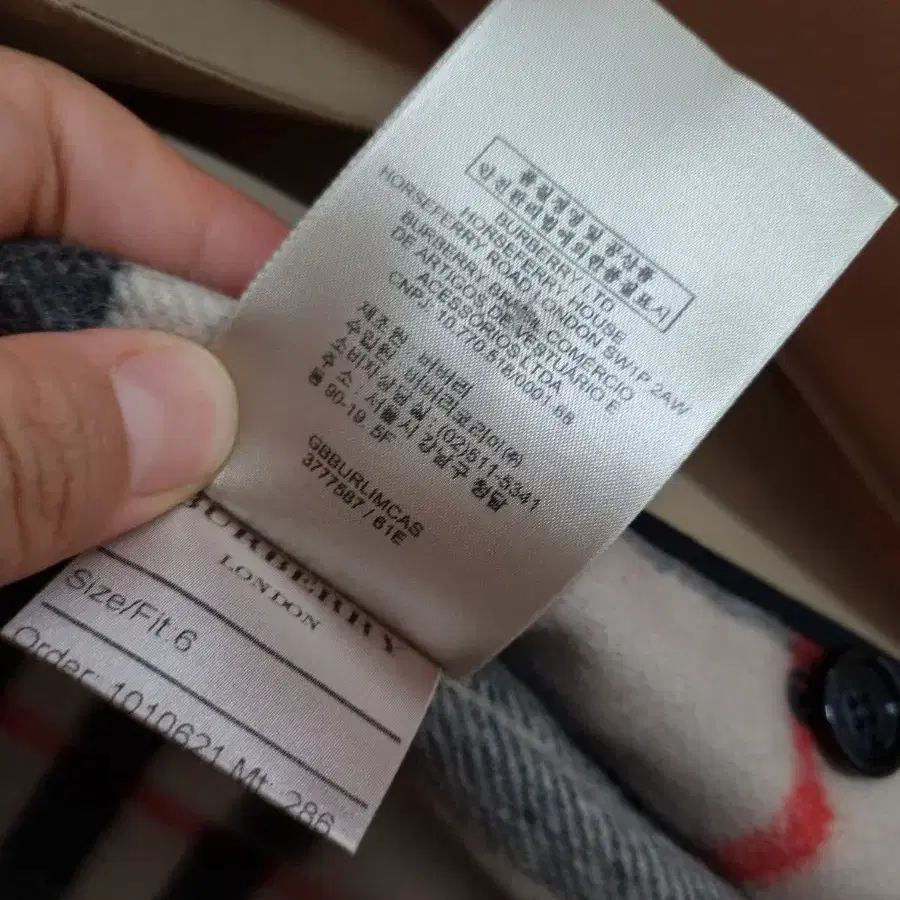 품질경영 및 공산품
안전관리법에의한품질표시
BURBERRY LTD
HORSEFERRY HOUSE
HORSEFERRY ROAD LONDON SW1P 2AW
BURBERRY BRASIL COMERCIO
DE ARTIGOS DE VESTUARIO E
ACESSORIOS LTDA
CNPJ: 10.770.518/0001 68
제조원 : 버버리
수입원 : 버버리코리아㈜
소비자상담실 : (02)511-5341
주 소 : 서울시 강남구 청담
동 90-19 5F
GBBURLIMCAS
3777587 / 61E
BURBERRY
LONDON
Size/Fit 6
Order: 1010621 Mt: 286